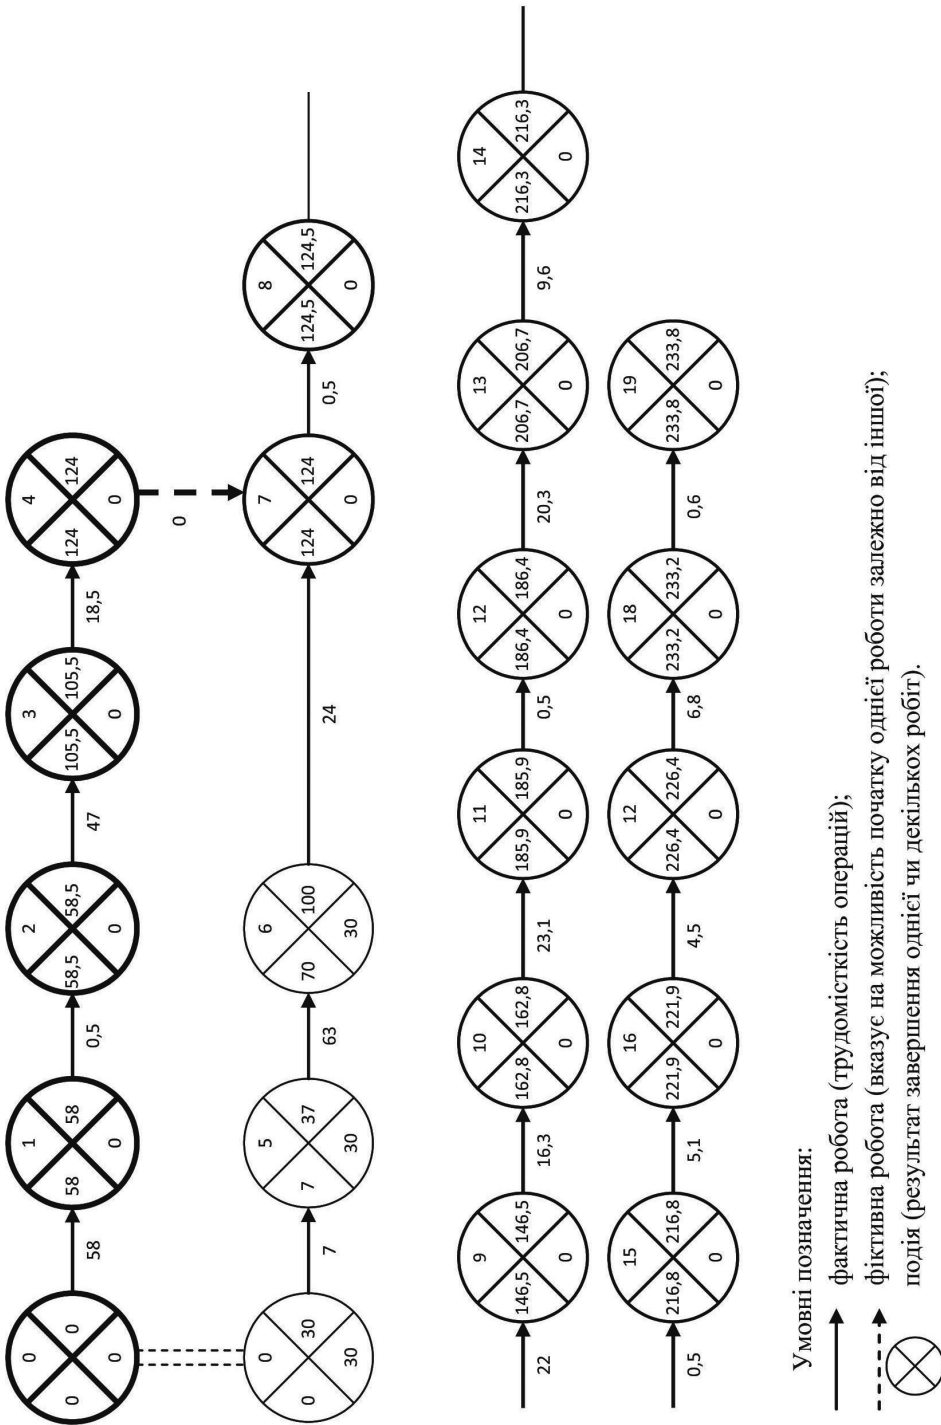 0 1 2 3 4
0 0 58 58 58,5 58,5 105,5 105,5 124 124
0 0 0 0 0
58 0,5 47 18,5
0
0 5 6 7 8
0 30 7 37 70 100 124 124 124,5 124,5
30 30 30 0 0
7 63 24 0,5
9 10 11 12 13 14
146,5 146,5 162,8 162,8 185,9 185,9 186,4 186,4 206,7 206,7 216,3 216,3
0 0 0 0 0 0
22 16,3 23,1 0,5 20,3 9,6
15 16 12 18 19
216,8 216,8 221,9 221,9 226,4 226,4 233,2 233,2 233,8 233,8
0 0 0 0 0
0,5 5,1 4,5 6,8 0,6
Умовні позначення:
фактична робота (трудомісткість операцій);
фіктивна робота (вказує на можливість початку однієї роботи залежно від іншої);
подія (результат завершення однієї чи декількох робіт).